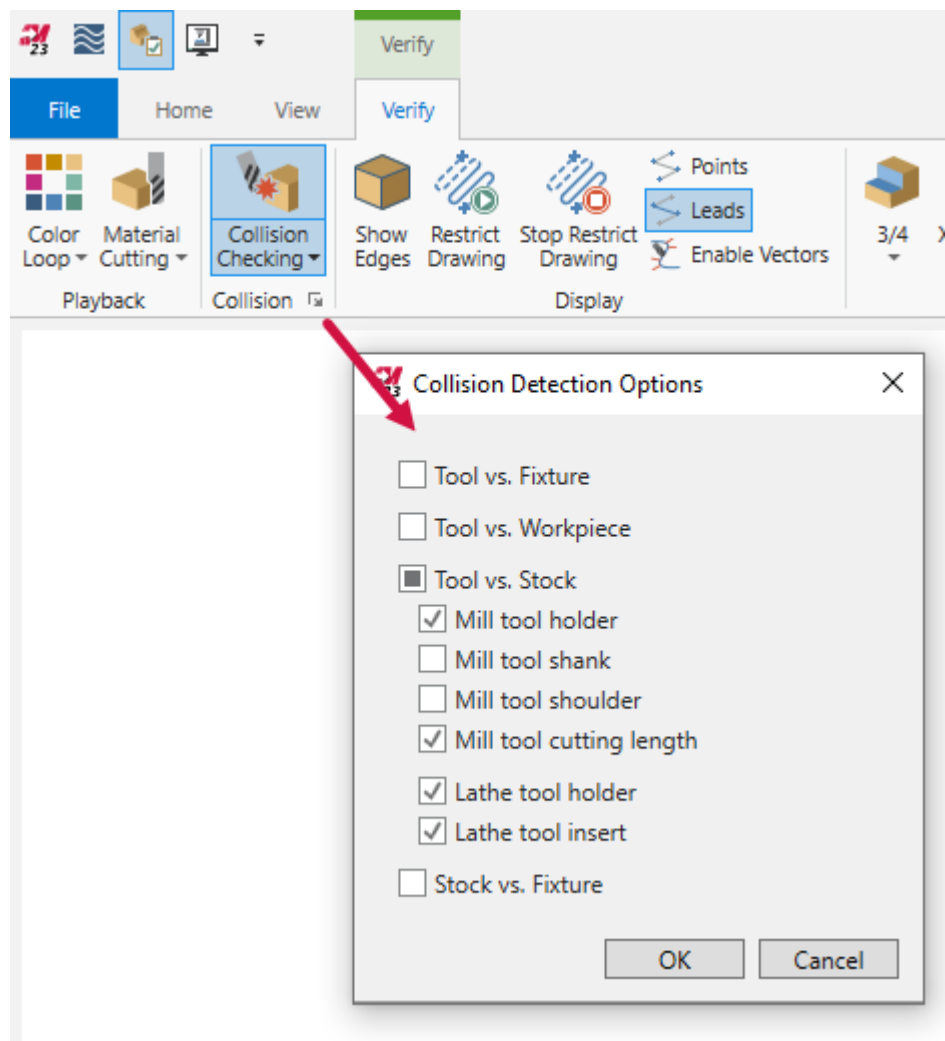 23
Verify
File Home View Verify
Points
Leads
Enable Vectors
Color Loop
Material Cutting
Collision Checking
Show Edges
Restrict Drawing
Stop Restrict Drawing
3/4
Playback Collision Display
Collision Detection Options
Tool vs. Fixture
Tool vs. Workpiece
Tool vs. Stock
Mill tool holder
Mill tool shank
Mill tool shoulder
Mill tool cutting length
Lathe tool holder
Lathe tool insert
Stock vs. Fixture
OK Cancel